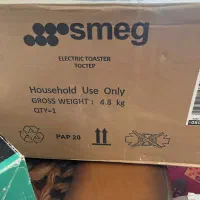 smeg
ELECTRIC TOASTER
ТОСТЕР
Household Use Only
GROSS WEIGHT : 4.8 kg
QTY=1
PAP 20